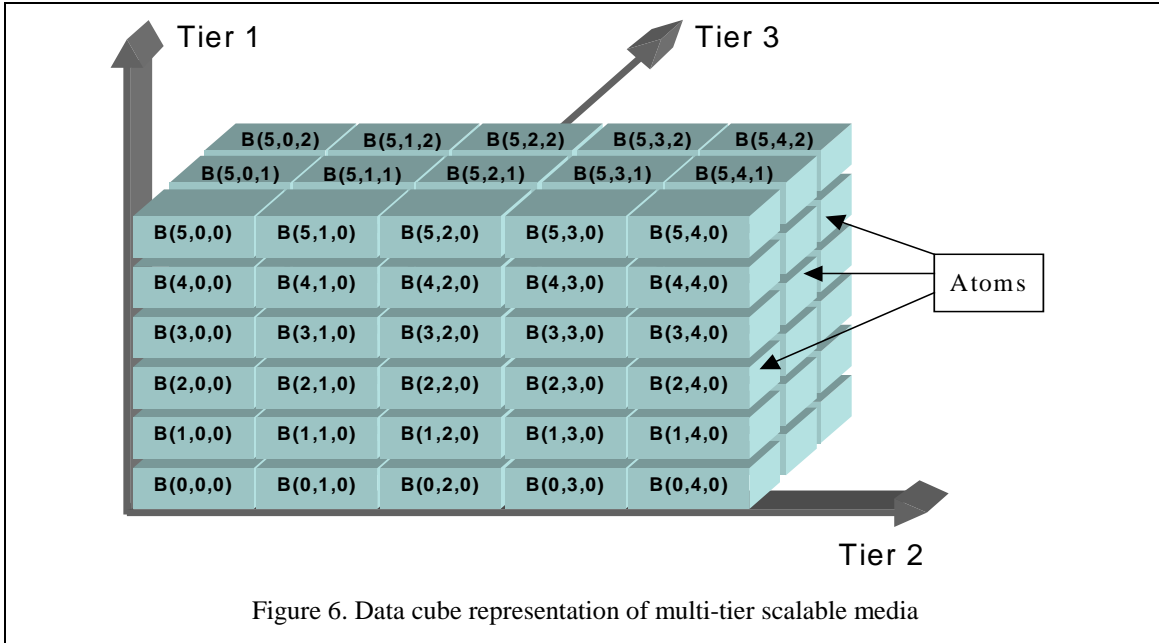 Tier 1
Tier 3
B(5,0,2) B(5,1,2) B(5,2,2) B(5,3,2) B(5,4,2)
B(5,0,1) B(5,1,1) B(5,2,1) B(5,3,1) B(5,4,1)
B(5,0,0) B(5,1,0) B(5,2,0) B(5,3,0) B(5,4,0)
B(4,0,0) B(4,1,0) B(4,2,0) B(4,3,0) B(4,4,0)
B(3,0,0) B(3,1,0) B(3,2,0) B(3,3,0) B(3,4,0)
B(2,0,0) B(2,1,0) B(2,2,0) B(2,3,0) B(2,4,0)
B(1,0,0) B(1,1,0) B(1,2,0) B(1,3,0) B(1,4,0)
B(0,0,0) B(0,1,0) B(0,2,0) B(0,3,0) B(0,4,0)
Atoms
Tier 2
Figure 6. Data cube representation of multi-tier scalable media